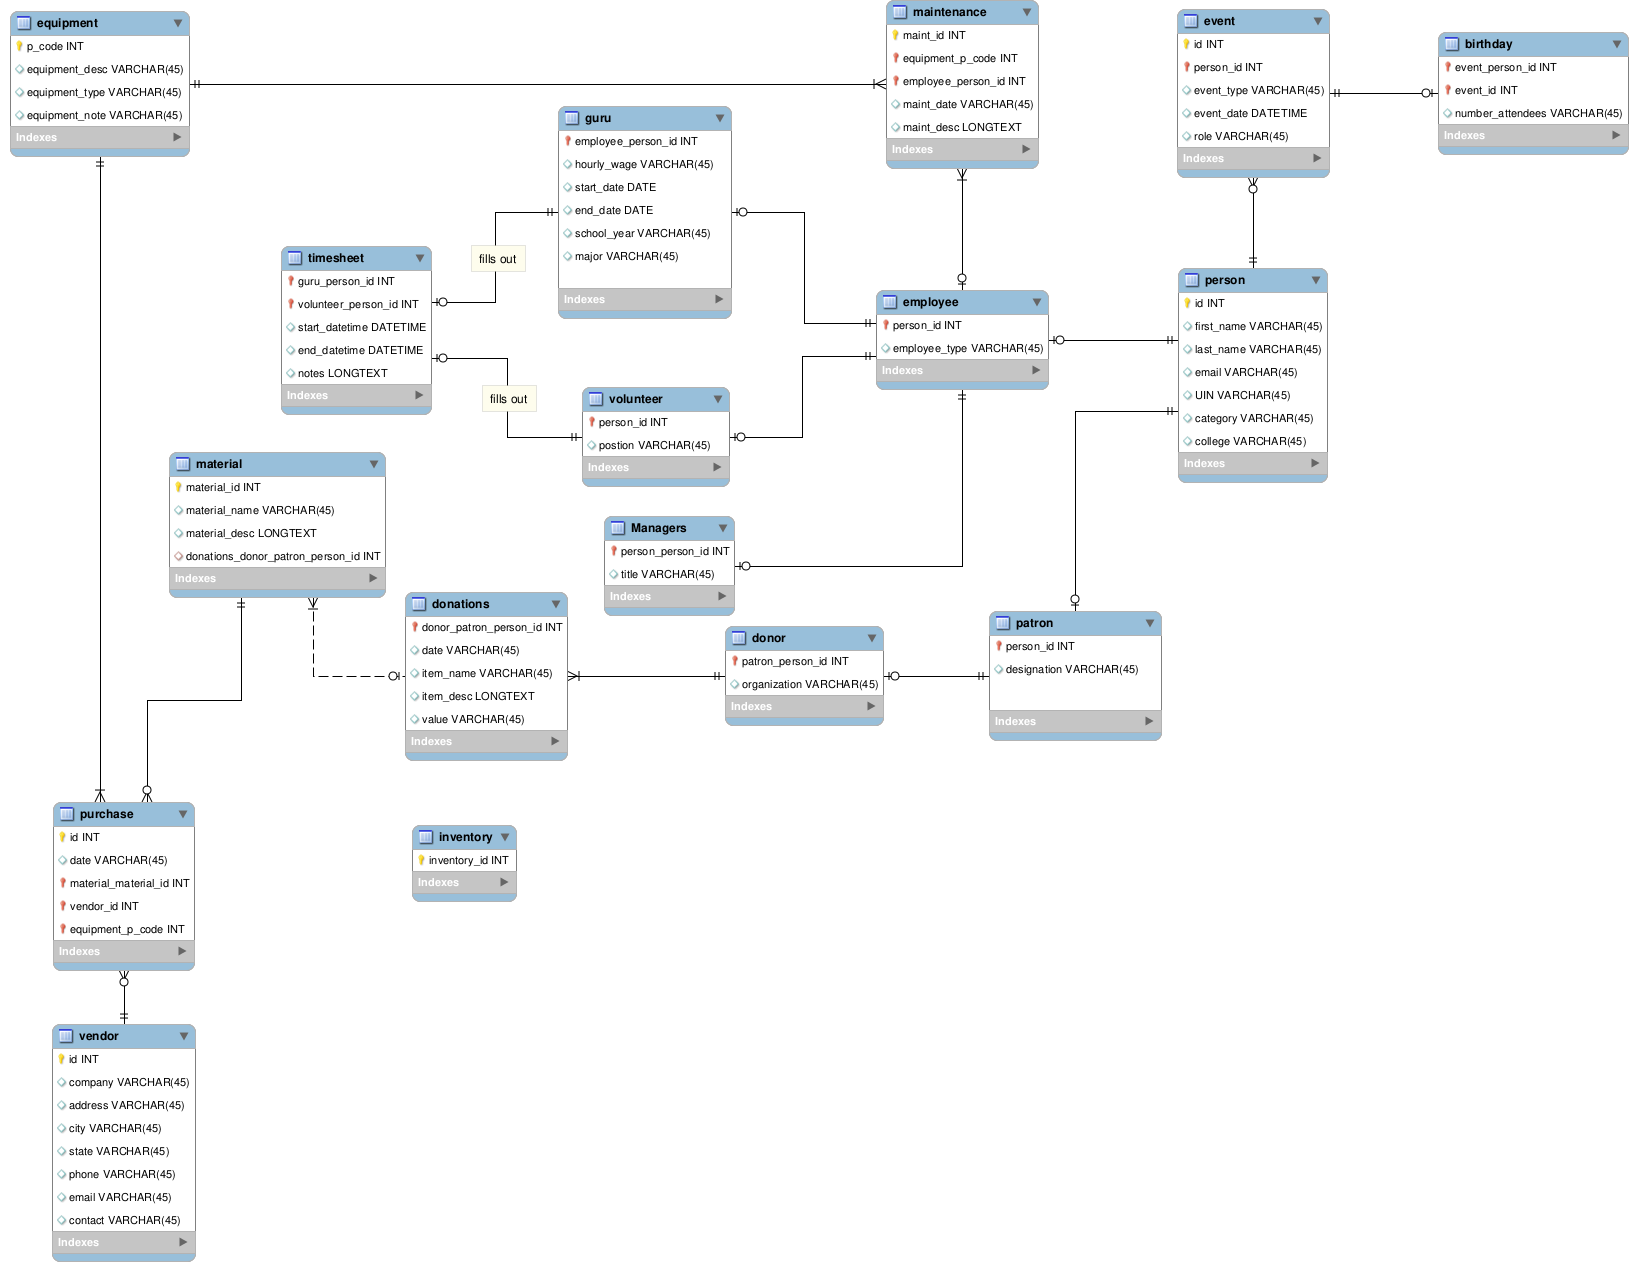 equipment
p_code INT
equipment_desc VARCHAR(45)
equipment_type VARCHAR(45)
equipment_note VARCHAR(45)
Indexes
maintenance
maint_id INT
equipment_p_code INT
employee_person_id INT
maint_date VARCHAR(45)
maint_desc LONGTEXT
Indexes
event
id INT
person_id INT
event_type VARCHAR(45)
event_date DATETIME
role VARCHAR(45)
Indexes
birthday
event_person_id INT
event_id INT
number_attendees VARCHAR(45)
Indexes
guru
employee_person_id INT
hourly_wage VARCHAR(45)
start_date DATE
end_date DATE
school_year VARCHAR(45)
major VARCHAR(45)
Indexes
fills out
timesheet
guru_person_id INT
volunteer_person_id INT
start_datetime DATETIME
end_datetime DATETIME
notes LONGTEXT
Indexes
fills out
employee
person_id INT
employee_type VARCHAR(45)
Indexes
person
id INT
first_name VARCHAR(45)
last_name VARCHAR(45)
email VARCHAR(45)
UIN VARCHAR(45)
category VARCHAR(45)
college VARCHAR(45)
Indexes
volunteer
person_id INT
postion VARCHAR(45)
Indexes
material
material_id INT
material_name VARCHAR(45)
material_desc LONGTEXT
donations_donor_patron_person_id INT
Indexes
Managers
person_person_id INT
title VARCHAR(45)
Indexes
donations
donor_patron_person_id INT
date VARCHAR(45)
item_name VARCHAR(45)
item_desc LONGTEXT
value VARCHAR(45)
Indexes
donor
patron_person_id INT
organization VARCHAR(45)
Indexes
patron
person_id INT
designation VARCHAR(45)
Indexes
purchase
id INT
date VARCHAR(45)
material_material_id INT
vendor_id INT
equipment_p_code INT
Indexes
inventory
inventory_id INT
Indexes
vendor
id INT
company VARCHAR(45)
address VARCHAR(45)
city VARCHAR(45)
state VARCHAR(45)
phone VARCHAR(45)
email VARCHAR(45)
contact VARCHAR(45)
Indexes